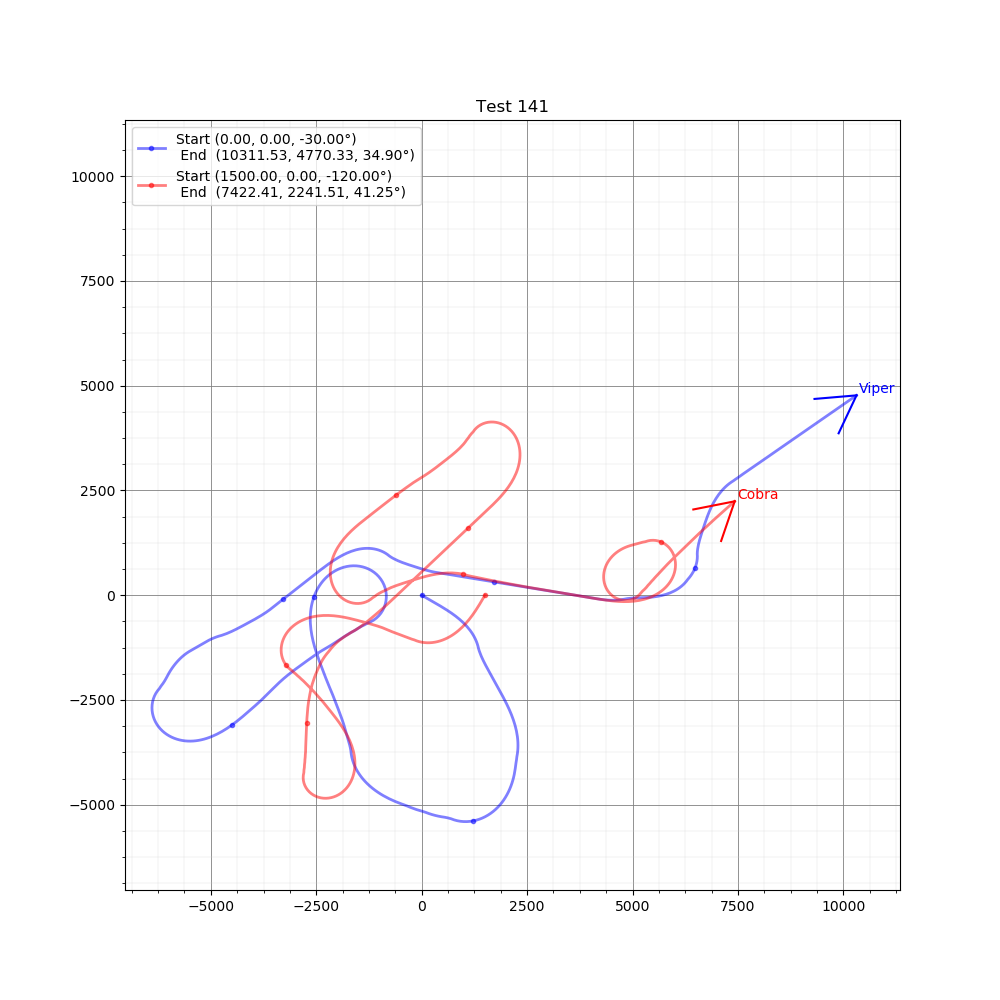 Test 141
Start (0.00, 0.00, -30.00°)
End  (10311.53, 4770.33, 34.90°)
Start (1500.00, 0.00, -120.00°)
End  (7422.41, 2241.51, 41.25°)
10000
7500
5000
2500
0
−2500
−5000
Viper
Cobra
−5000
−2500
0
2500
5000
7500
10000